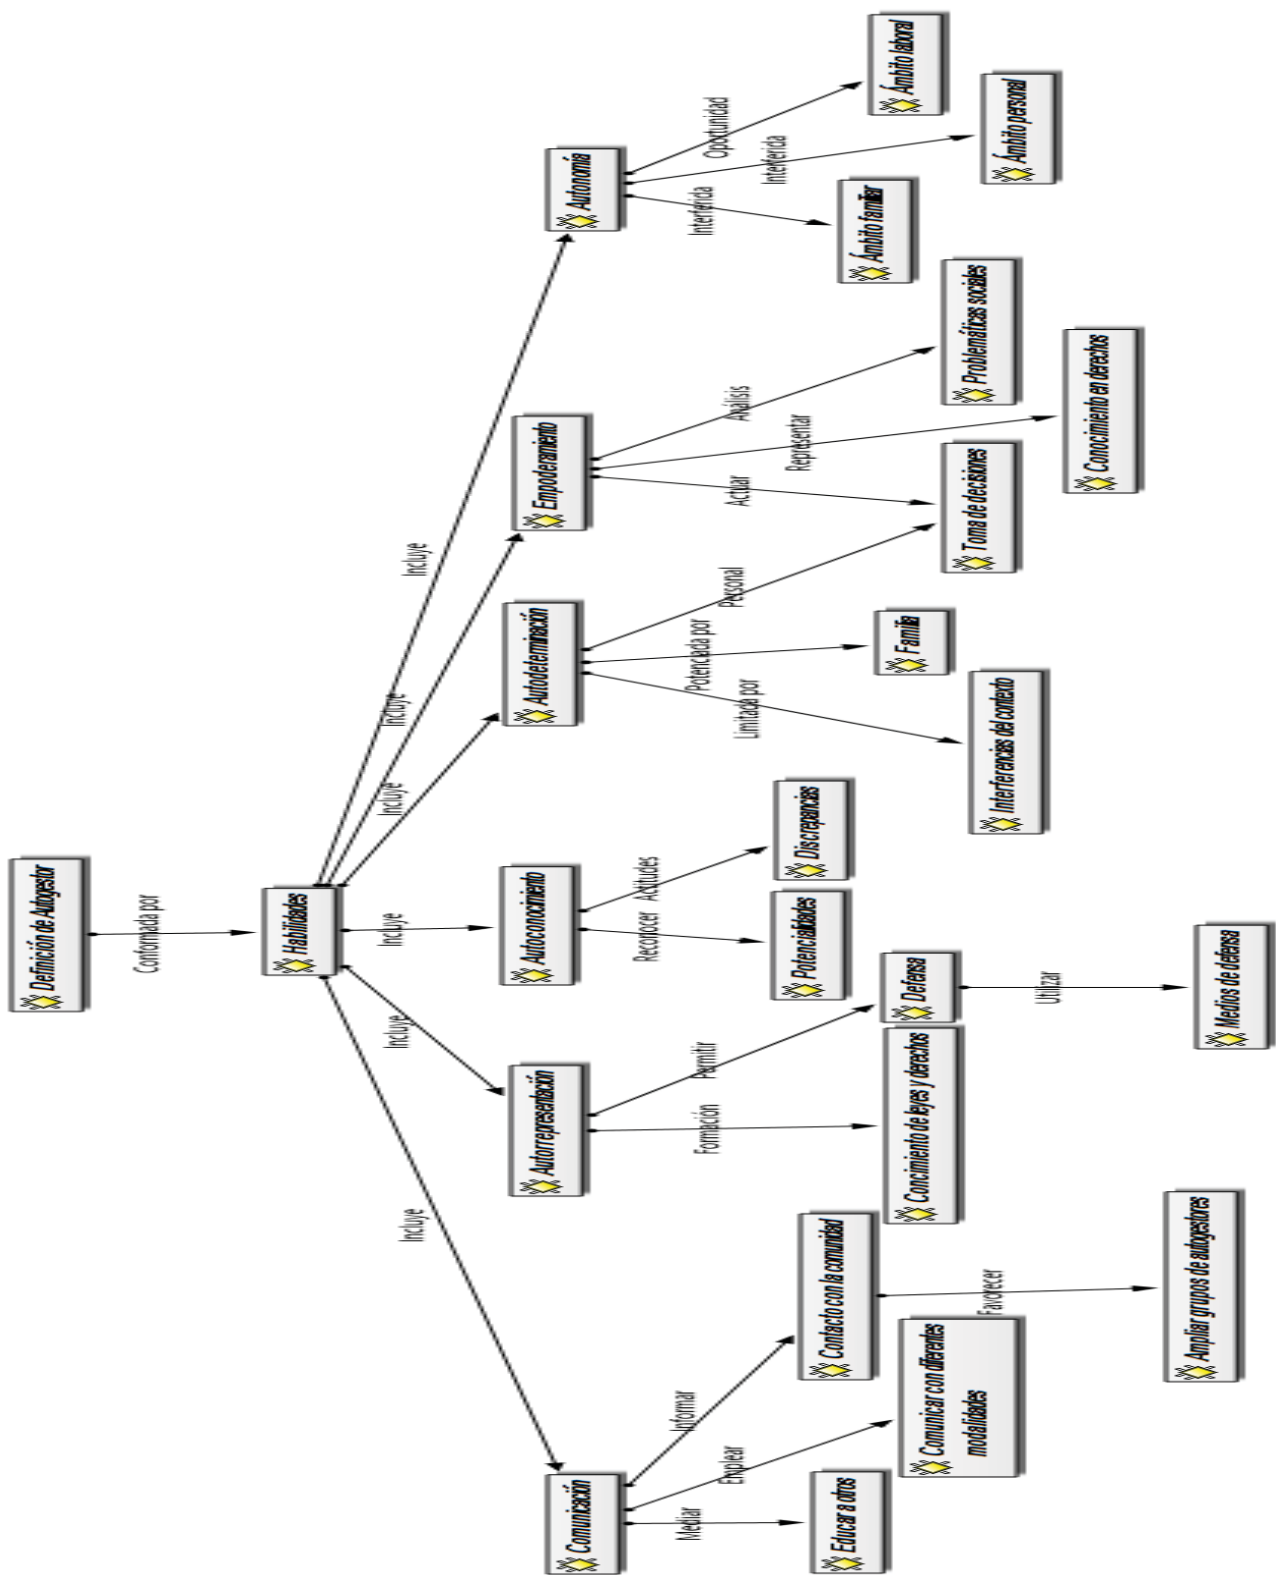 Definición de Autogestor
Conformada por
Habilidades
Incluye
Incluye
Incluye
Incluye
Incluye
Incluye
Comunicación
Autorrepresentación
Autoconocimiento
Autodeterminación
Empoderamiento
Autonomía
Mediar
Emplear
Informar
Formación
Permitir
Reconocer
Actitudes
Limitada por
Potenciada por
Personal
Actuar
Representar
Análisis
Interferida
Interferida
Oportunidad
Educar a otros
Comunicar con diferentes
modalidades
Contacto con la comunidad
Concimiento de leyes y derechos
Defensa
Potencialidades
Discrepancias
Interferencias del contexto
Familia
Toma de decisiones
Conocimiento en derechos
Problemáticas sociales
Ámbito familiar
Ámbito personal
Ámbito laboral
Favorecer
Utilizar
Ampliar grupos de autogestores
Medios de defensa